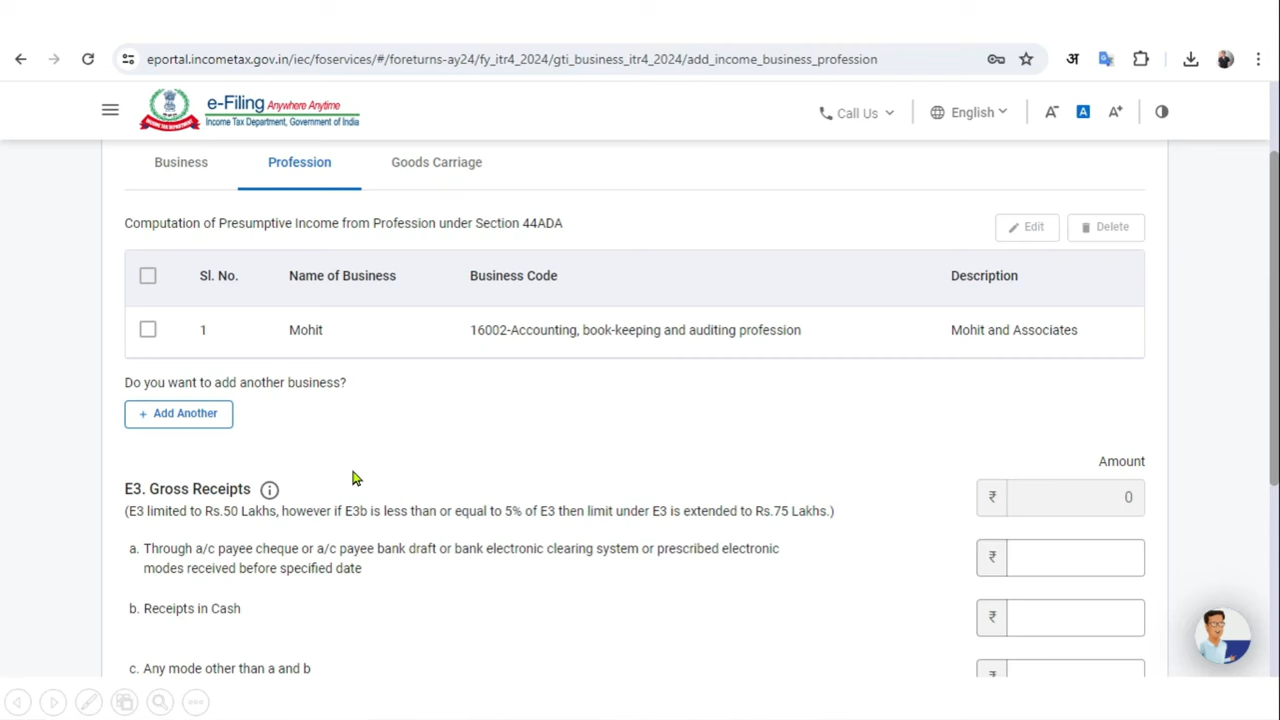 eportal.incometax.gov.in/iec/foservices/#/foreturns-ay24/fy_itr4_2024/gti_business_itr4_2024/add_income_business_profession
अ
e-Filing Anywhere Anytime
Income Tax Department, Government of India
Call Us
English
A-
A
A+
Business
Profession
Goods Carriage
Computation of Presumptive Income from Profession under Section 44ADA
Edit
Delete
Sl. No. Name of Business Business Code Description
1 Mohit 16002-Accounting, book-keeping and auditing profession Mohit and Associates
Do you want to add another business?
+ Add Another
Amount
E3. Gross Receipts
₹ 0
(E3 limited to Rs.50 Lakhs, however if E3b is less than or equal to 5% of E3 then limit under E3 is extended to Rs.75 Lakhs.)
a. Through a/c payee cheque or a/c payee bank draft or bank electronic clearing system or prescribed electronic
modes received before specified date
₹
b. Receipts in Cash
₹
c. Any mode other than a and b
₹